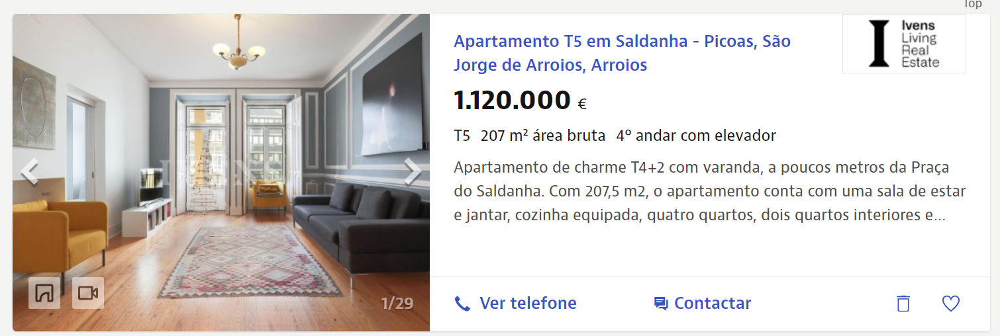 Top
Apartamento T5 em Saldanha - Picoas, São
Jorge de Arroios, Arroios
Ivens
Living
Real
Estate
1.120.000 €
T5 207 m² área bruta 4º andar com elevador
Apartamento de charme T4+2 com varanda, a poucos metros da Praça
do Saldanha. Com 207,5 m2, o apartamento conta com uma sala de estar
e jantar, cozinha equipada, quatro quartos, dois quartos interiores e...
1/29
Ver telefone
Contactar